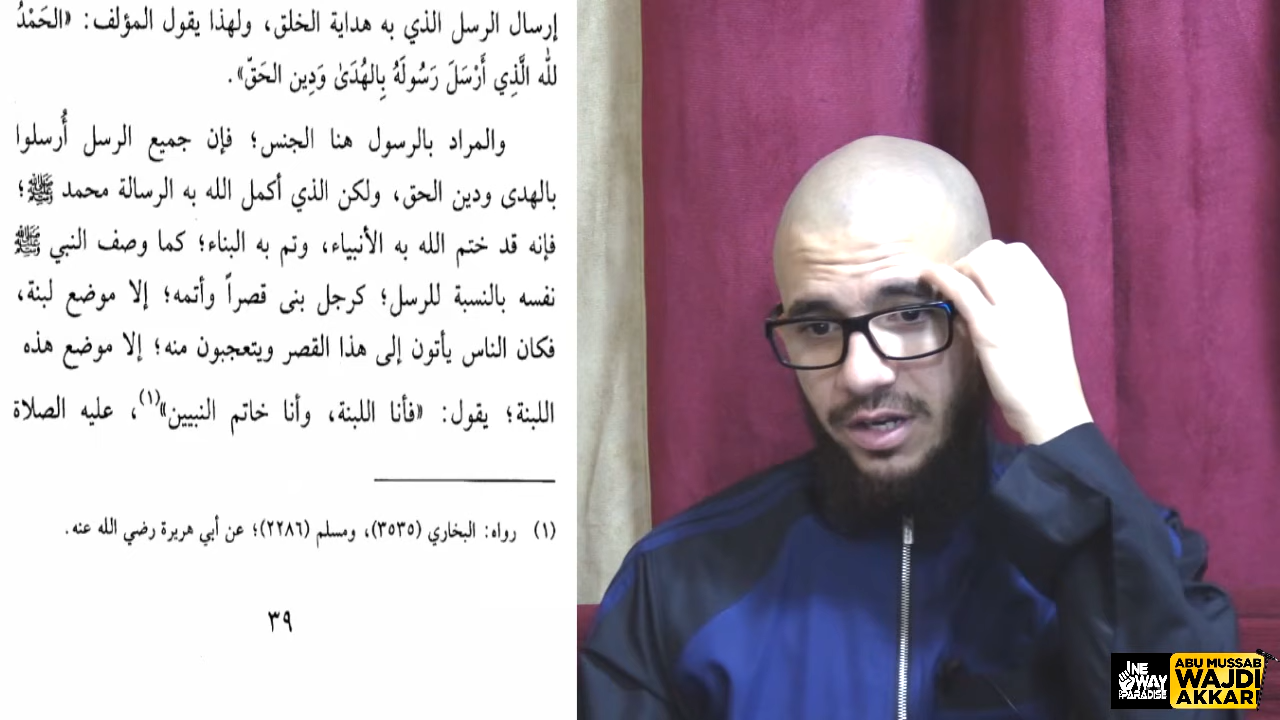 إرسال الرسل الذي به هداية الخلق، ولهذا يقول المؤلف: «الحَمْدُ
لله الَّذِي أَرْسَلَ رَسُولَهُ بِالهُدَىٰ وَدِين الحَقّ».
والمراد بالرسول هنا الجنس؛ فإن جميع الرسل أُرسلوا
بالهدى ودين الحق، ولكن الذي أكمل الله به الرسالة محمد ﷺ؛
فإنه قد ختم الله به الأنبياء، وتم به البناء؛ كما وصف النبي ﷺ
نفسه بالنسبة للرسل؛ كرجل بنى قصراً وأتمه؛ إلا موضع لبنة،
فكان الناس يأتون إلى هذا القصر ويتعجبون منه؛ إلا موضع هذه
اللبنة؛ يقول: «فأنا اللبنة، وأنا خاتم النبيين»(١)، عليه الصلاة
(١) رواه: البخاري (٣٥٣٥)، ومسلم (٢٢٨٦)؛ عن أبي هريرة رضي الله عنه.
٣٩
ONE WAY TO PARADISE
ABU MUSSAB
WAJDI
AKKARI